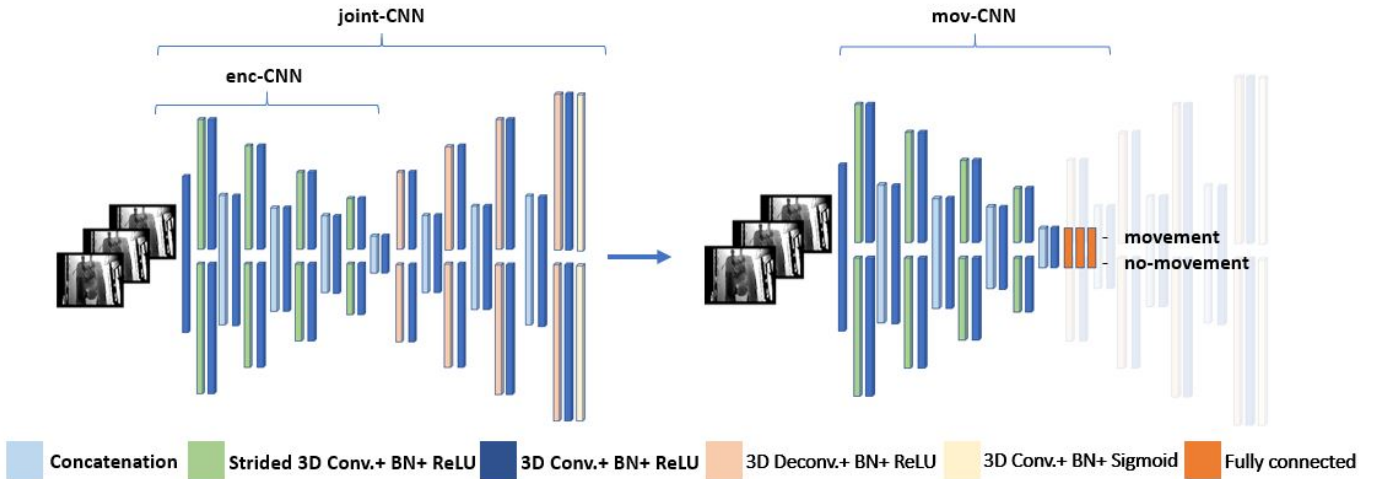 joint-CNN
mov-CNN
enc-CNN
- movement
- no-movement
Concatenation
Strided 3D Conv.+ BN+ ReLU
3D Conv.+ BN+ ReLU
3D Deconv.+ BN+ ReLU
3D Conv.+ BN+ Sigmoid
Fully connected